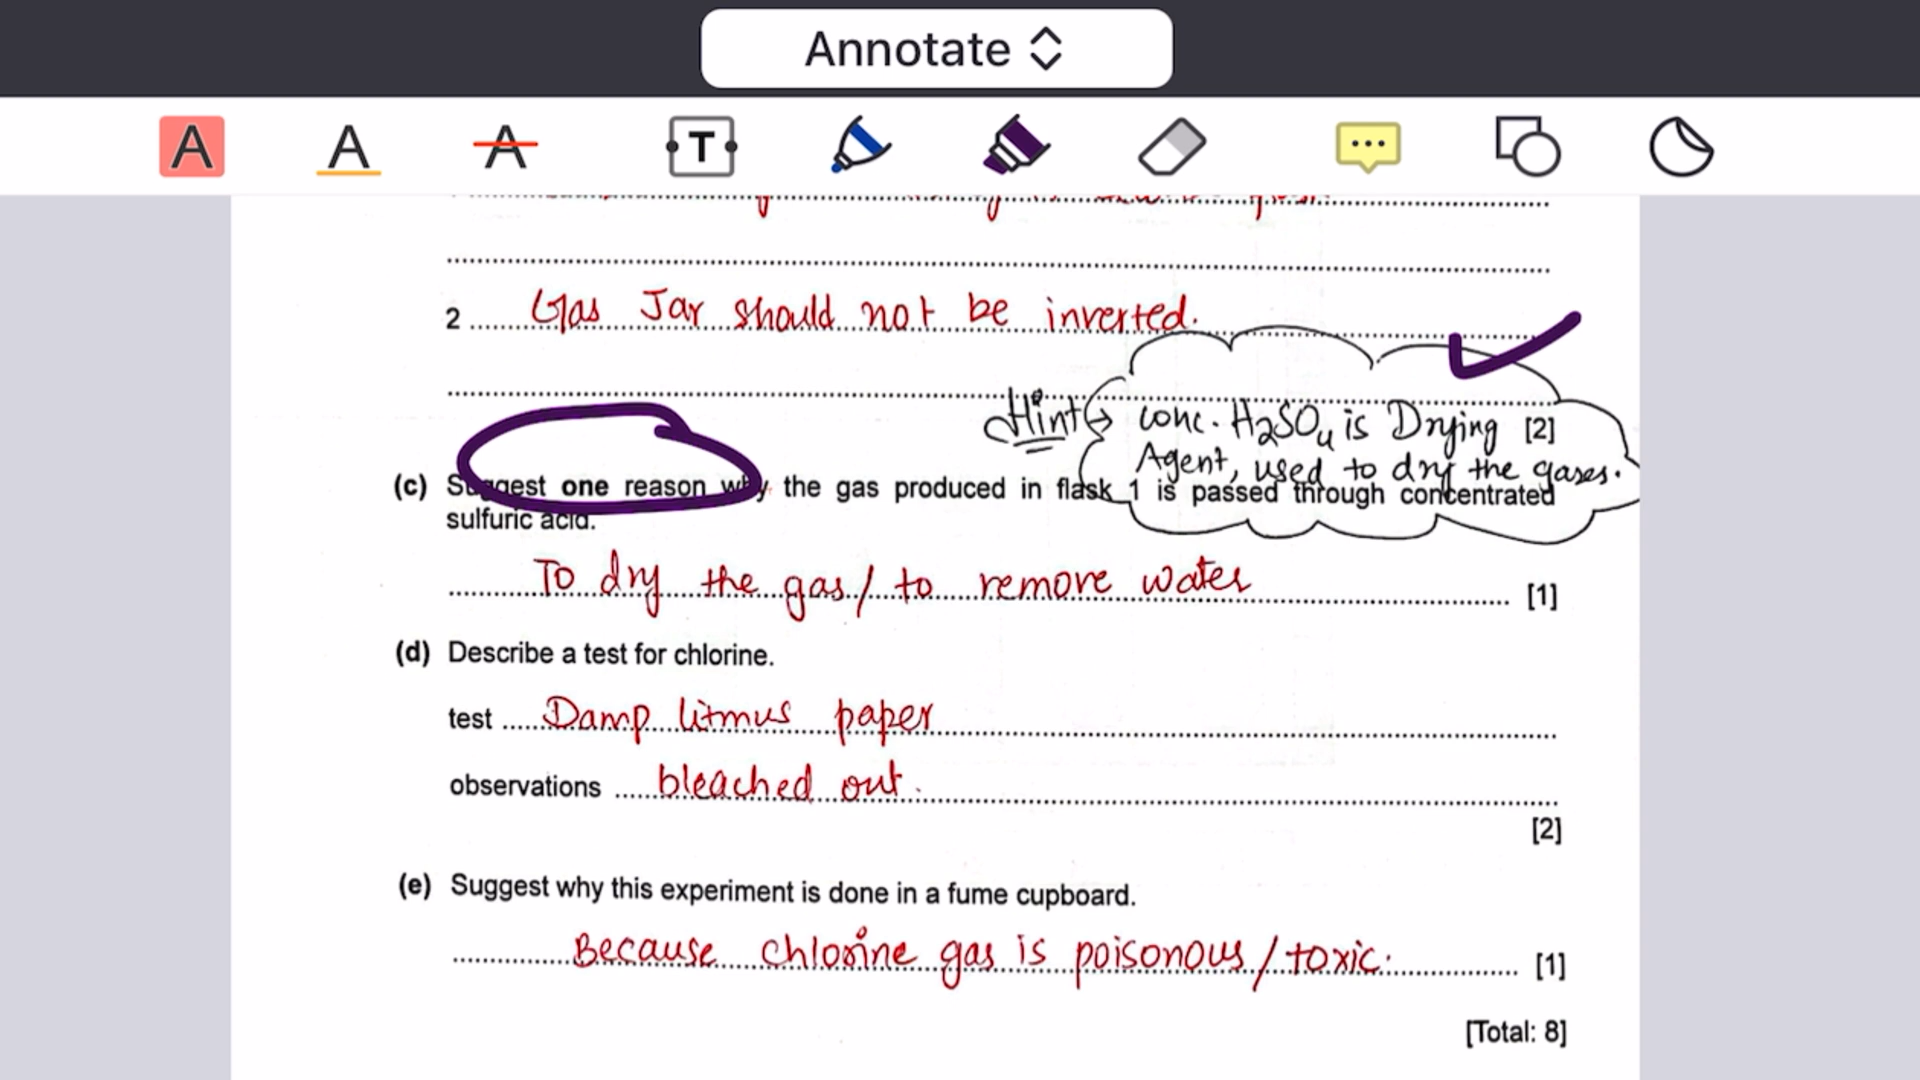 Annotate
A A A T
2 Gas Jar should not be inverted.
Hint conc. H₂SO₄ is Drying [2]
Agent, used to dry the gases.
(c) Suggest one reason why the gas produced in flask 1 is passed through concentrated
sulfuric acid.
To dry the gas / to remove water [1]
(d) Describe a test for chlorine.
test Damp litmus paper
observations bleached out.
[2]
(e) Suggest why this experiment is done in a fume cupboard.
Because chlorine gas is poisonous / toxic. [1]
[Total: 8]